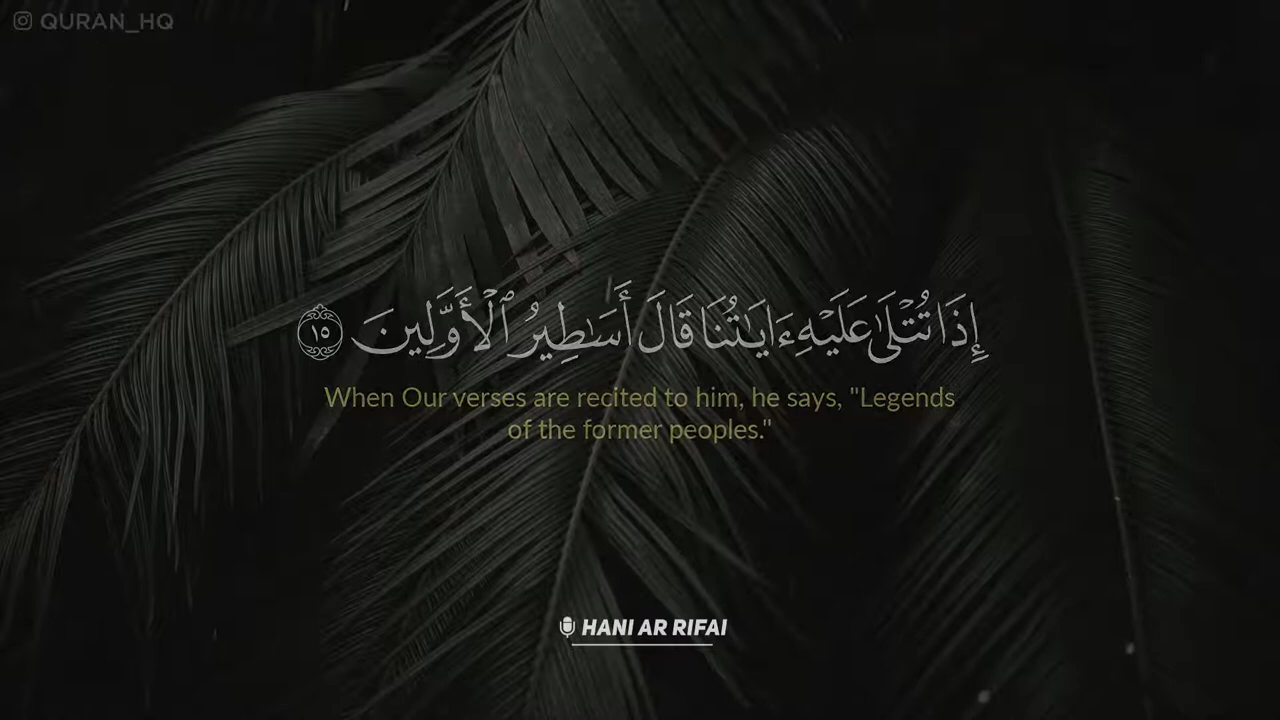 QURAN_HQ
إِذَا تُتْلَىٰ عَلَيْهِ ءَايَـٰتُنَا قَالَ أَسَـٰطِيرُ ٱلْأَوَّلِينَ ١٥
When Our verses are recited to him, he says, "Legends
of the former peoples."
HANI AR RIFAI